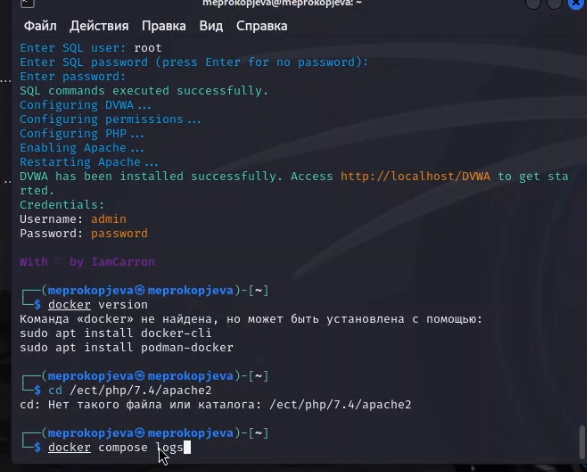 meprokopjeva@meprokopjeva: ~
Файл Действия Правка Вид Справка
Enter SQL user: root
Enter SQL password (press Enter for no password):
Enter password:
SQL commands executed successfully.
Configuring DVWA...
Configuring permissions...
Configuring PHP...
Enabling Apache...
Restarting Apache...
DVWA has been installed successfully. Access http://localhost/DVWA to get sta
rted.
Credentials:
Username: admin
Password: password
With ♡ by IamCarron
┌──(meprokopjeva㉿meprokopjeva)-[~]
└─$ docker version
Команда «docker» не найдена, но может быть установлена с помощью:
sudo apt install docker-cli
sudo apt install podman-docker
┌──(meprokopjeva㉿meprokopjeva)-[~]
└─$ cd /ect/php/7.4/apache2
cd: Нет такого файла или каталога: /ect/php/7.4/apache2
┌──(meprokopjeva㉿meprokopjeva)-[~]
└─$ docker compose logs